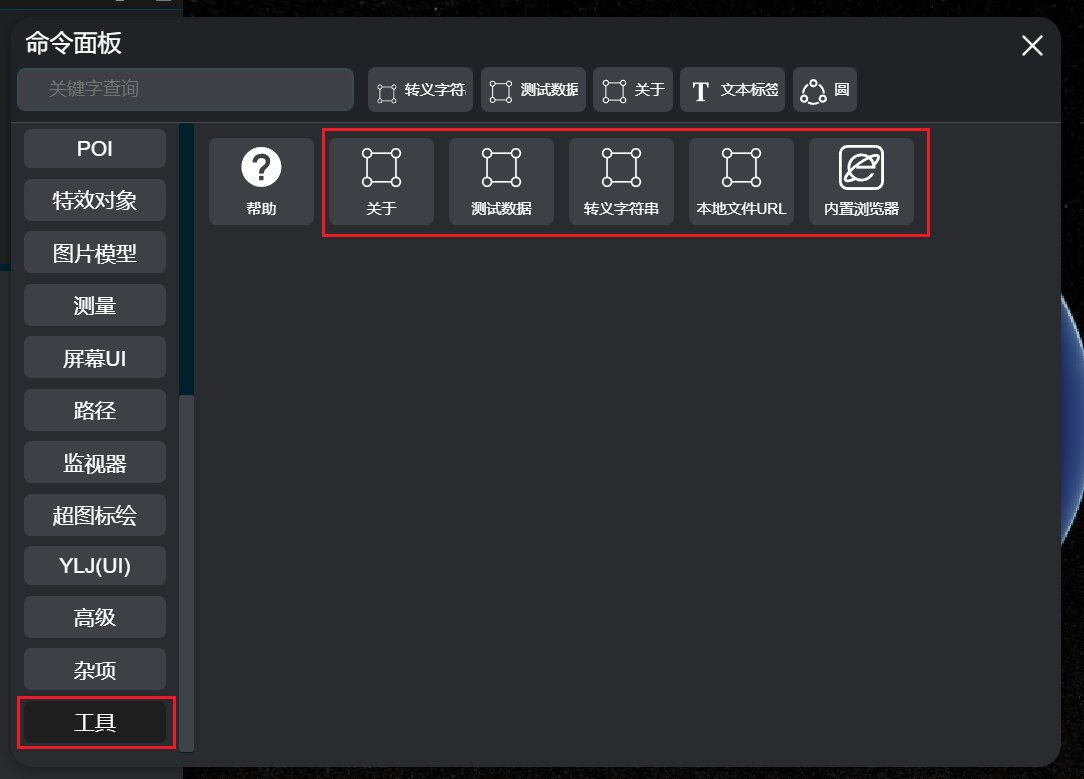 命令面板
关键字查询
转义字符
测试数据
关于
文本标签
圆
POI
特效对象
图片模型
测量
屏幕UI
路径
监视器
超图标绘
YLJ(UI)
高级
杂项
工具
帮助
关于
测试数据
转义字符串
本地文件URL
内置浏览器